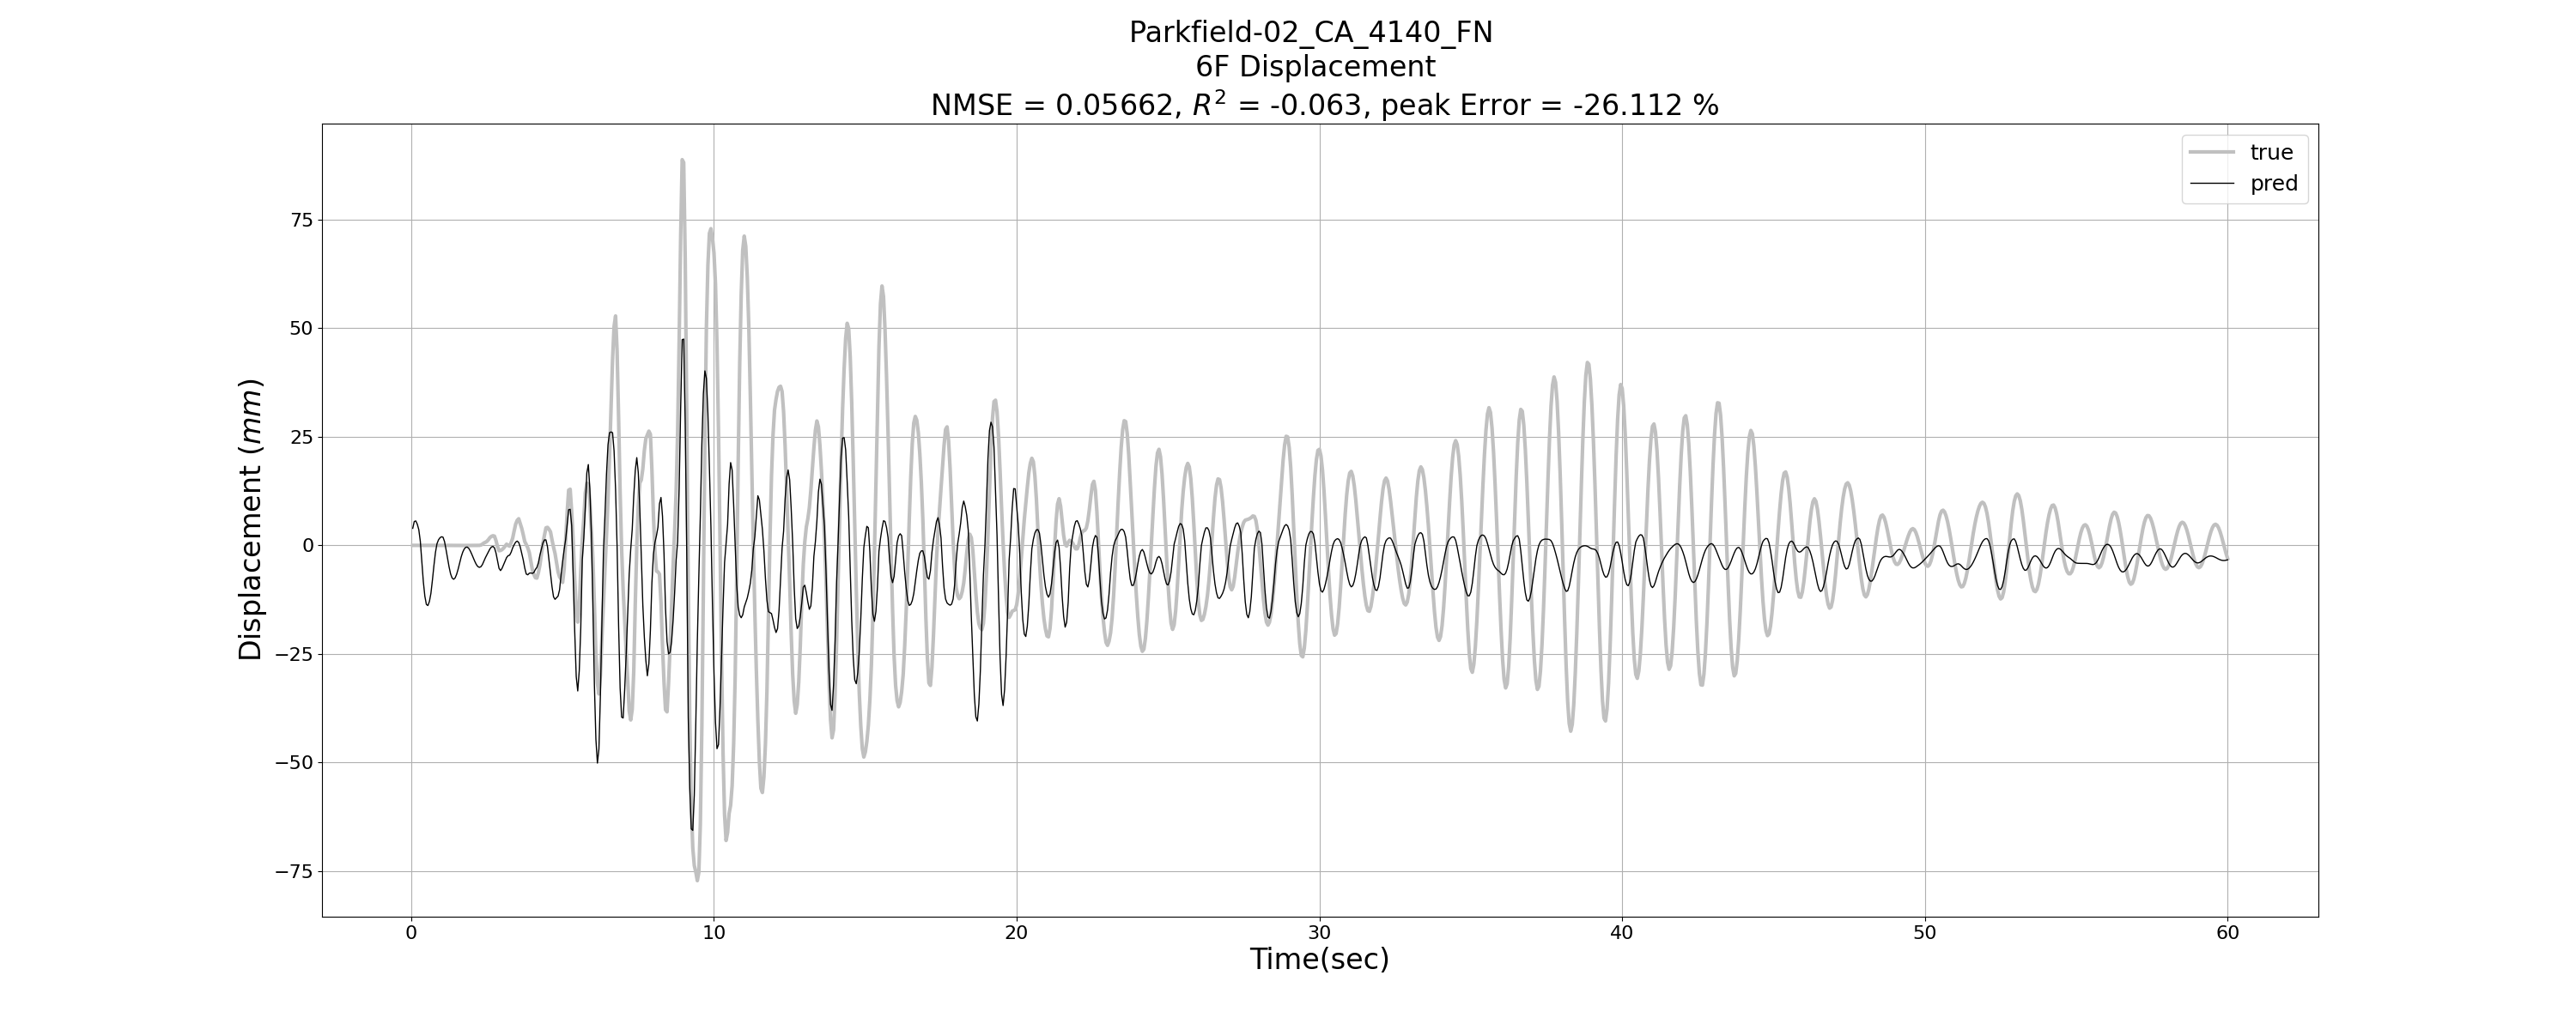 Parkfield-02_CA_4140_FN
6F Displacement
NMSE = 0.05662, R² = -0.063, peak Error = -26.112 %
true
pred
75
50
25
0
−25
−50
−75
Displacement (mm)
0 10 20 30 40 50 60
Time(sec)